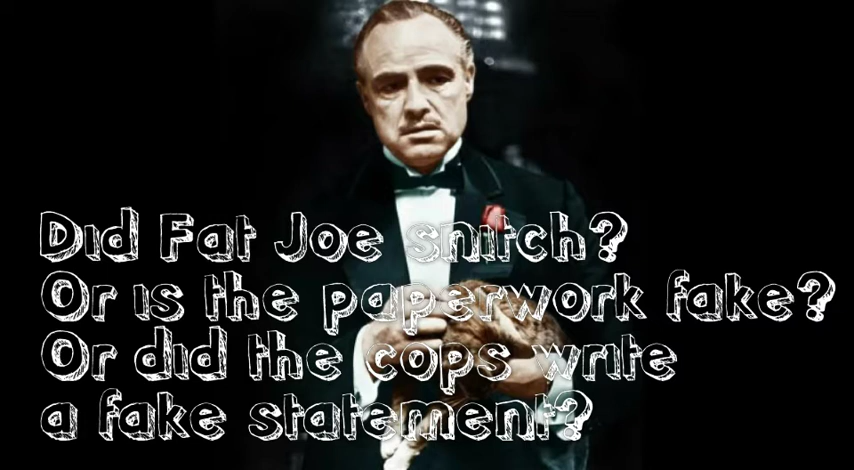 Did Fat Joe snitch?
Or is the paperwork fake?
Or did the cops write
a fake statement?